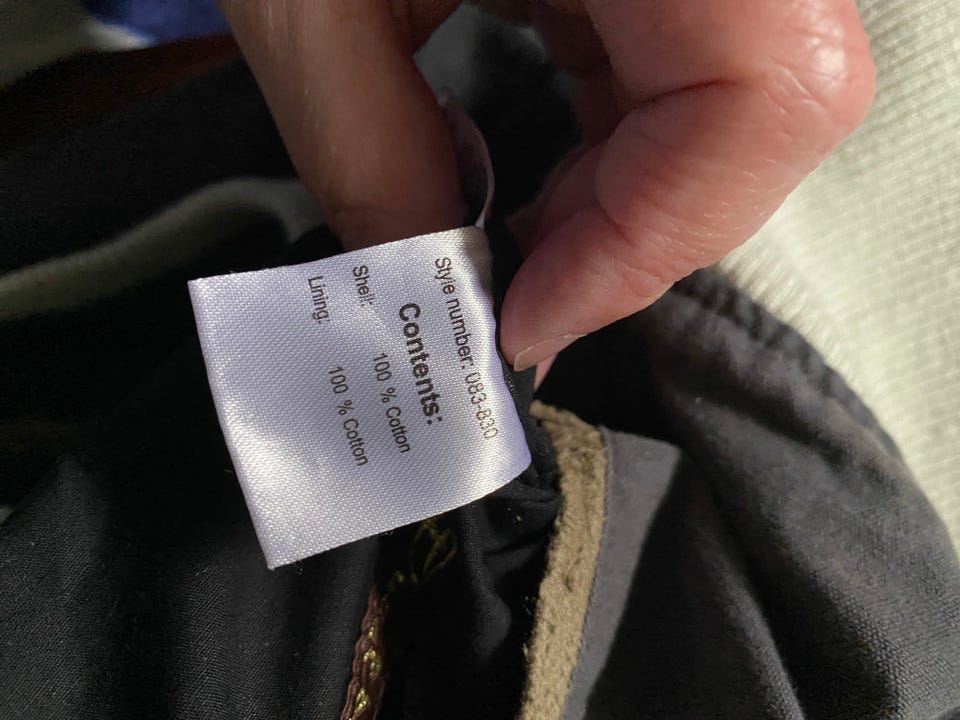 Style number: 083-830
Contents:
Shell: 100 % Cotton
Lining: 100 % Cotton